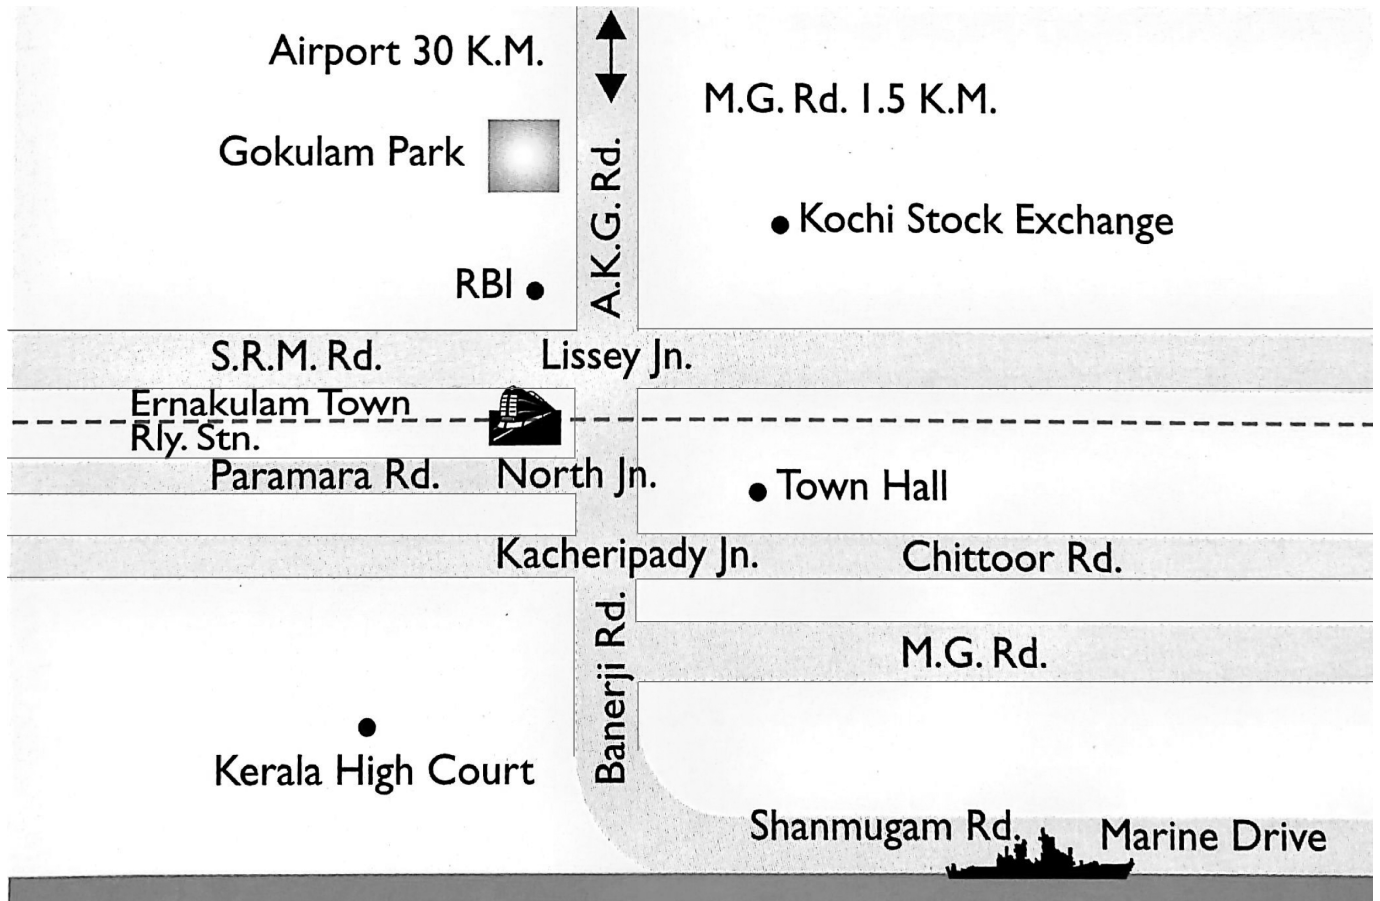 Airport 30 K.M.
M.G. Rd. 1.5 K.M.
Gokulam Park
A.K.G. Rd.
Kochi Stock Exchange
RBI
S.R.M. Rd.
Lissey Jn.
Ernakulam Town
Rly. Stn.
Paramara Rd.
North Jn.
Town Hall
Kacheripady Jn.
Chittoor Rd.
Banerji Rd.
M.G. Rd.
Kerala High Court
Shanmugam Rd.
Marine Drive